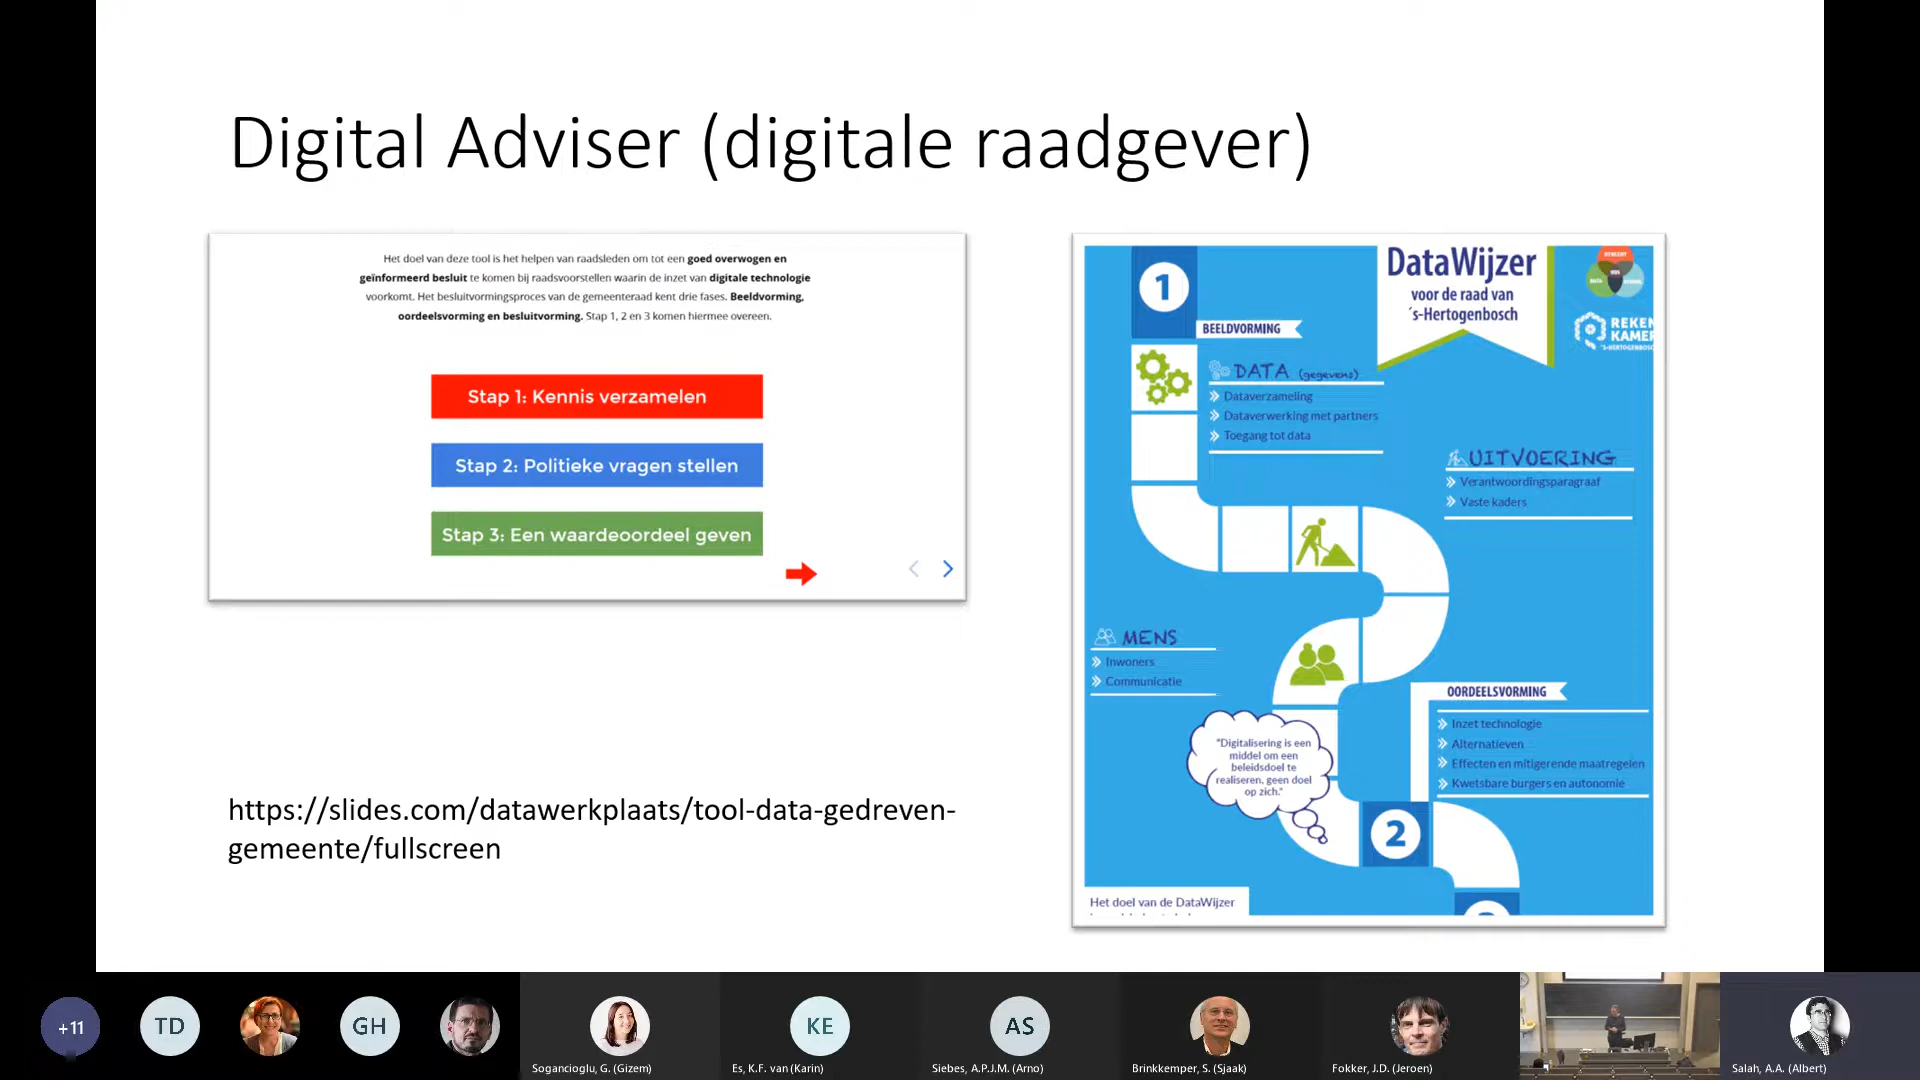 Digital Adviser (digitale raadgever)
Het doel van deze tool is het helpen van raadsleden om tot een goed overwogen en
geïnformeerd besluit te komen bij raadsvoorstellen waarin de inzet van digitale technologie
voorkomt. Het besluitvormingsproces van de gemeenteraad kent drie fases. Beeldvorming,
oordeelsvorming en besluitvorming. Stap 1, 2 en 3 komen hiermee overeen.
Stap 1: Kennis verzamelen
Stap 2: Politieke vragen stellen
Stap 3: Een waardeoordeel geven
https://slides.com/datawerkplaats/tool-data-gedreven-
gemeente/fullscreen
DataWijzer
voor de raad van
's-Hertogenbosch
REKEN
KAMER
'S-HERTOGENBOSC
1
BEELDVORMING
DATA (gegevens)
Dataverzameling
Dataverwerking met partners
Toegang tot data
UITVOERING
Verantwoordingsparagraaf
Vaste kaders
MENS
Inwoners
Communicatie
OORDEELSVORMING
Inzet technologie
Alternatieven
Effecten en mitigerende maatregelen
Kwetsbare burgers en autonomie
"Digitalisering is een
middel om een
beleidsdoel te
realiseren, geen doel
op zich."
2
Het doel van de DataWijzer
+11
TD
GH
KE
AS
Sogancioglu, G. (Gizem)
Es, K.F. van (Karin)
Siebes, A.P.J.M. (Arno)
Brinkkemper, S. (Sjaak)
Fokker, J.D. (Jeroen)
Salah, A.A. (Albert)